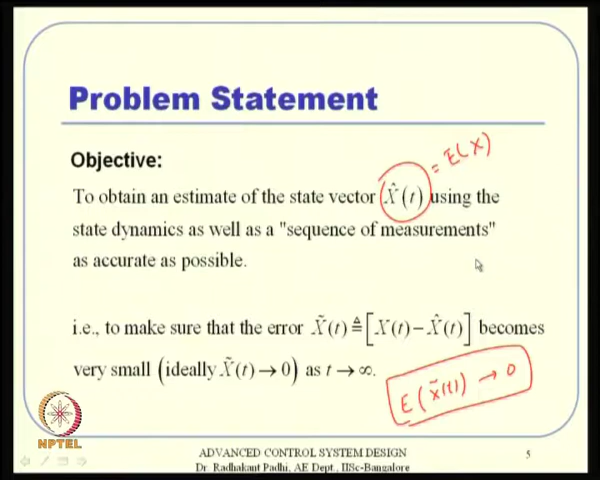 Problem Statement
= E(X)
Objective:
To obtain an estimate of the state vector X̂(t) using the
state dynamics as well as a "sequence of measurements"
as accurate as possible.
i.e., to make sure that the error X̃(t) ≜ [X(t) − X̂(t)] becomes
very small (ideally X̃(t) → 0) as t → ∞.
E(X̃(t)) → 0
NPTEL
ADVANCED CONTROL SYSTEM DESIGN
Dr. Radhakant Padhi, AE Dept., IISc-Bangalore
5